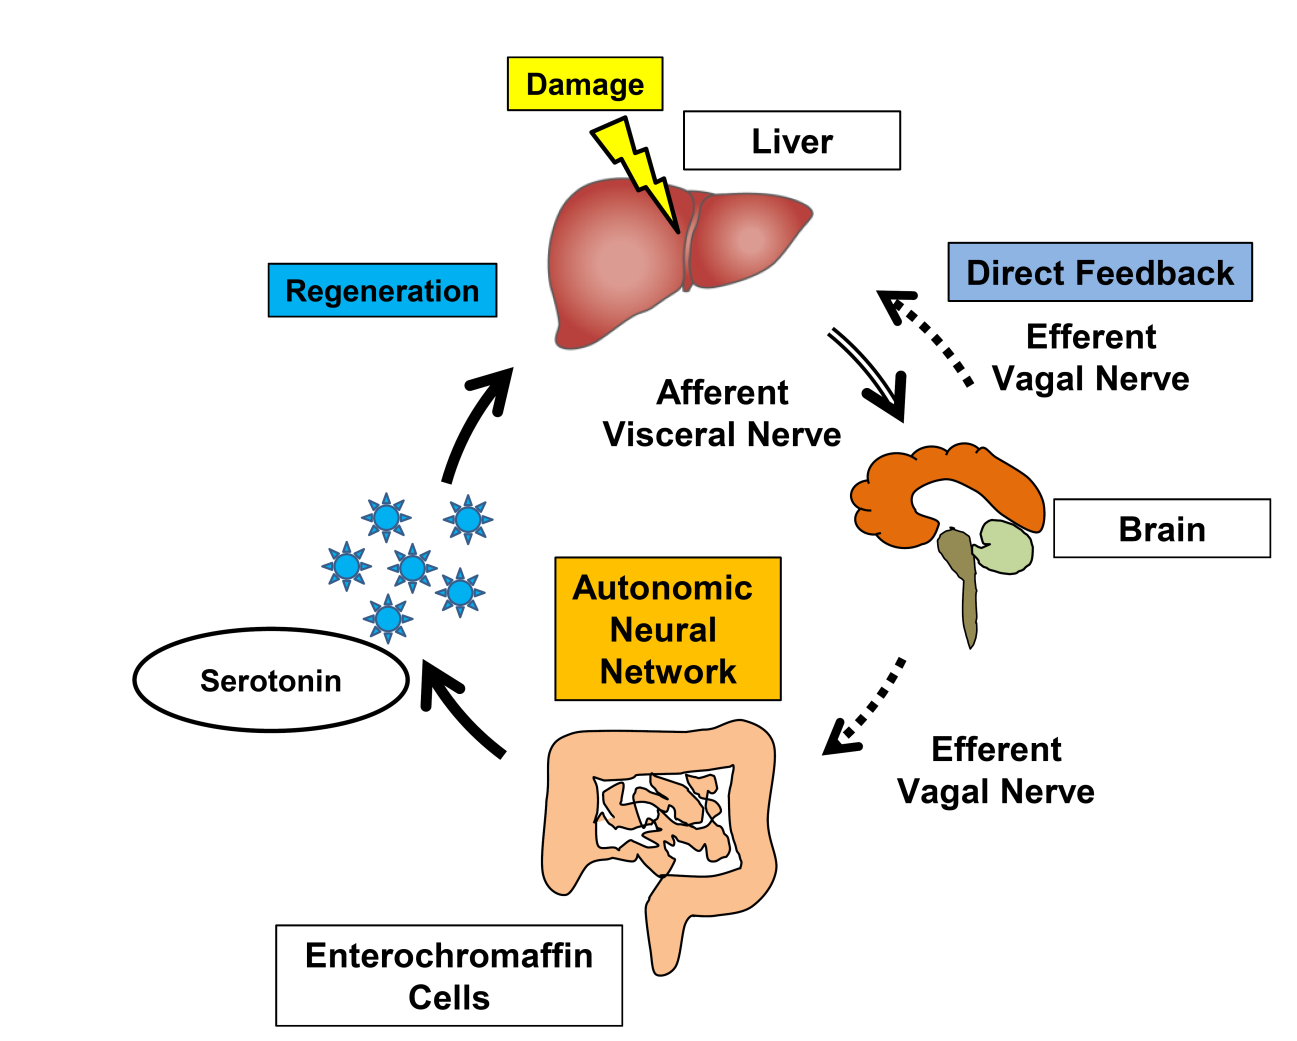 Damage
Liver
Direct Feedback
Regeneration
Efferent
Vagal Nerve
Afferent
Visceral Nerve
Brain
Autonomic
Neural
Network
Serotonin
Efferent
Vagal Nerve
Enterochromaffin
Cells